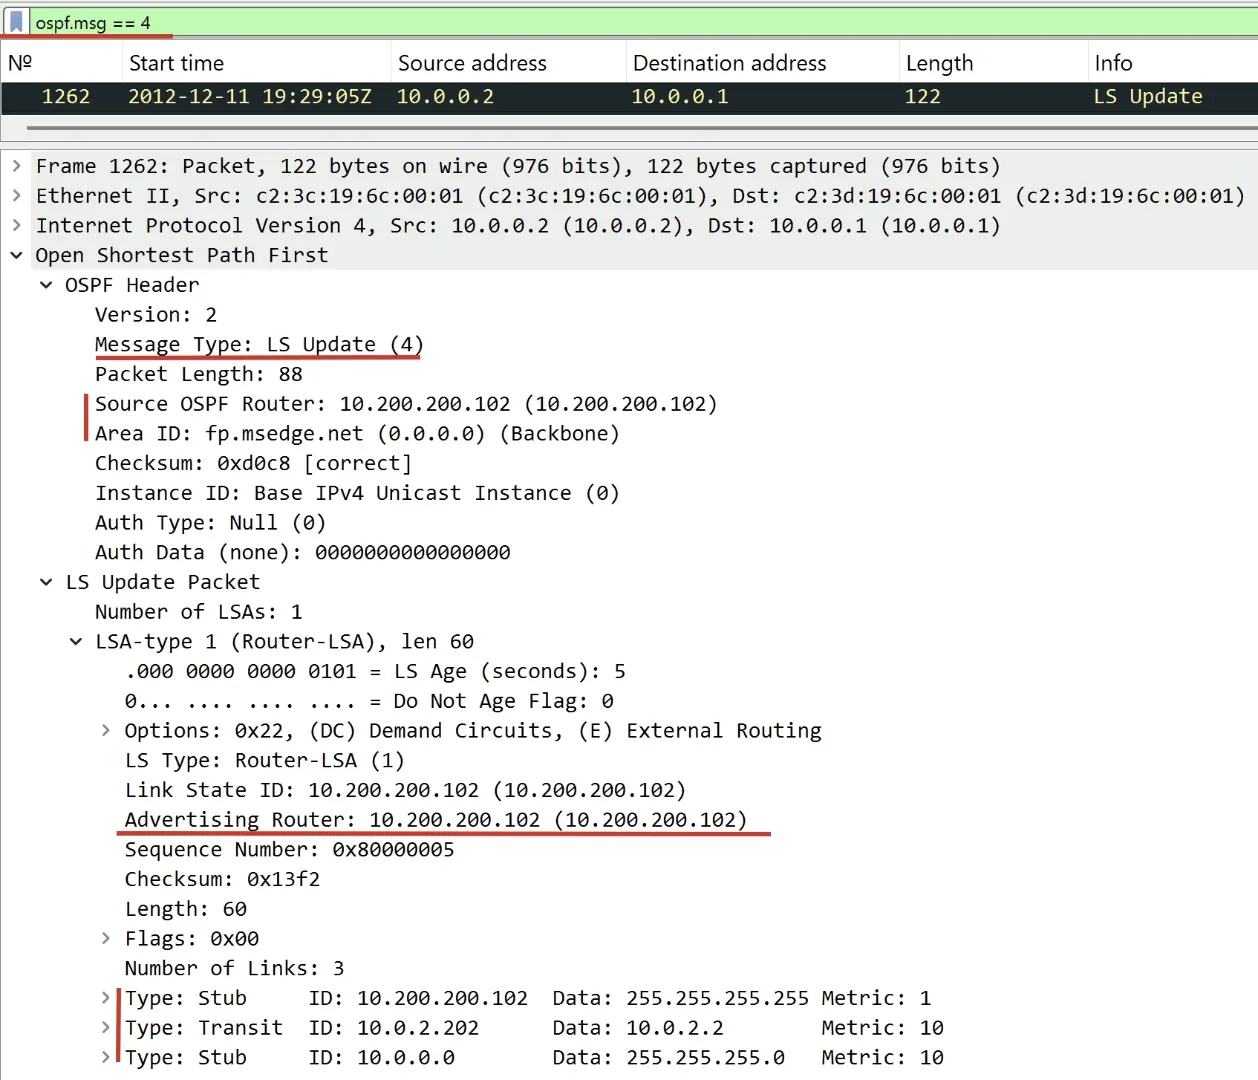 ospf.msg == 4
№ Start time Source address Destination address Length Info
1262 2012-12-11 19:29:05Z 10.0.0.2 10.0.0.1 122 LS Update
Frame 1262: Packet, 122 bytes on wire (976 bits), 122 bytes captured (976 bits)
Ethernet II, Src: c2:3c:19:6c:00:01 (c2:3c:19:6c:00:01), Dst: c2:3d:19:6c:00:01 (c2:3d:19:6c:00:01)
Internet Protocol Version 4, Src: 10.0.0.2 (10.0.0.2), Dst: 10.0.0.1 (10.0.0.1)
Open Shortest Path First
OSPF Header
Version: 2
Message Type: LS Update (4)
Packet Length: 88
Source OSPF Router: 10.200.200.102 (10.200.200.102)
Area ID: fp.msedge.net (0.0.0.0) (Backbone)
Checksum: 0xd0c8 [correct]
Instance ID: Base IPv4 Unicast Instance (0)
Auth Type: Null (0)
Auth Data (none): 0000000000000000
LS Update Packet
Number of LSAs: 1
LSA-type 1 (Router-LSA), len 60
.000 0000 0000 0101 = LS Age (seconds): 5
0... .... .... .... = Do Not Age Flag: 0
Options: 0x22, (DC) Demand Circuits, (E) External Routing
LS Type: Router-LSA (1)
Link State ID: 10.200.200.102 (10.200.200.102)
Advertising Router: 10.200.200.102 (10.200.200.102)
Sequence Number: 0x80000005
Checksum: 0x13f2
Length: 60
Flags: 0x00
Number of Links: 3
Type: Stub ID: 10.200.200.102 Data: 255.255.255.255 Metric: 1
Type: Transit ID: 10.0.2.202 Data: 10.0.2.2 Metric: 10
Type: Stub ID: 10.0.0.0 Data: 255.255.255.0 Metric: 10